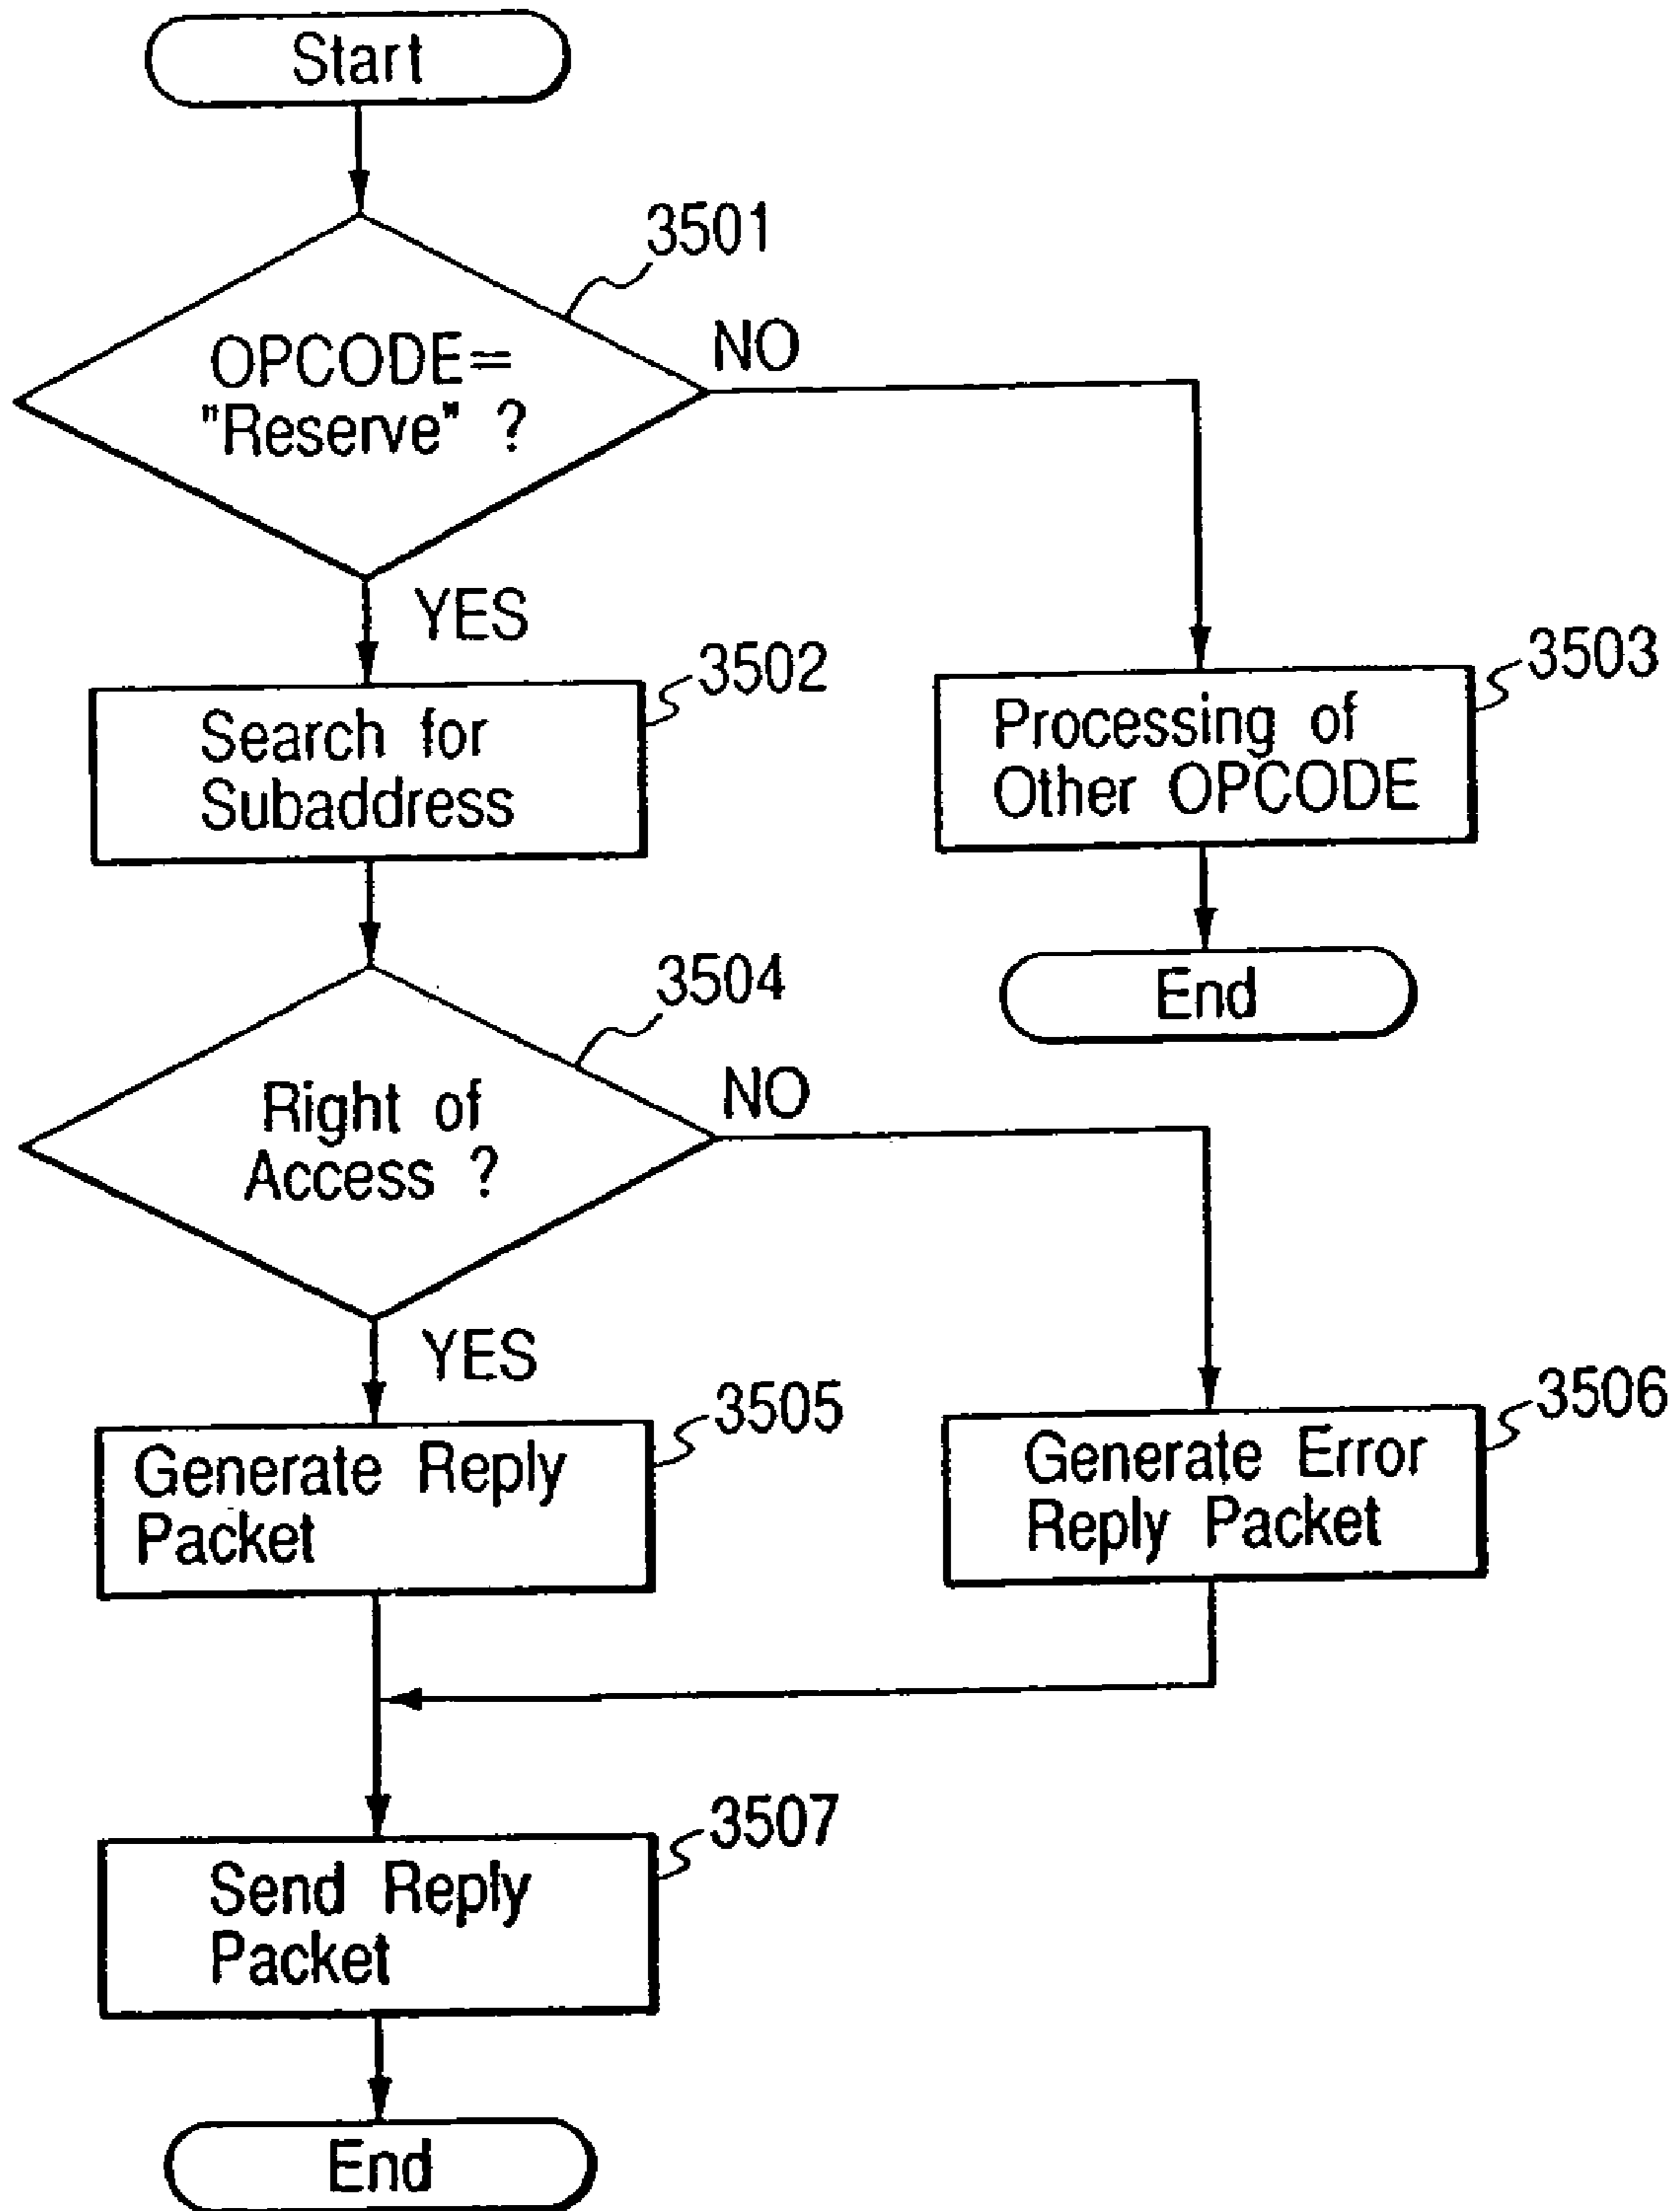 Start
3501
OPCODE=
"Reserve" ?
NO
YES
3502
Search for
Subaddress
3503
Processing of
Other OPCODE
End
3504
Right of
Access ?
NO
YES
3505
Generate Reply
Packet
3506
Generate Error
Reply Packet
3507
Send Reply
Packet
End